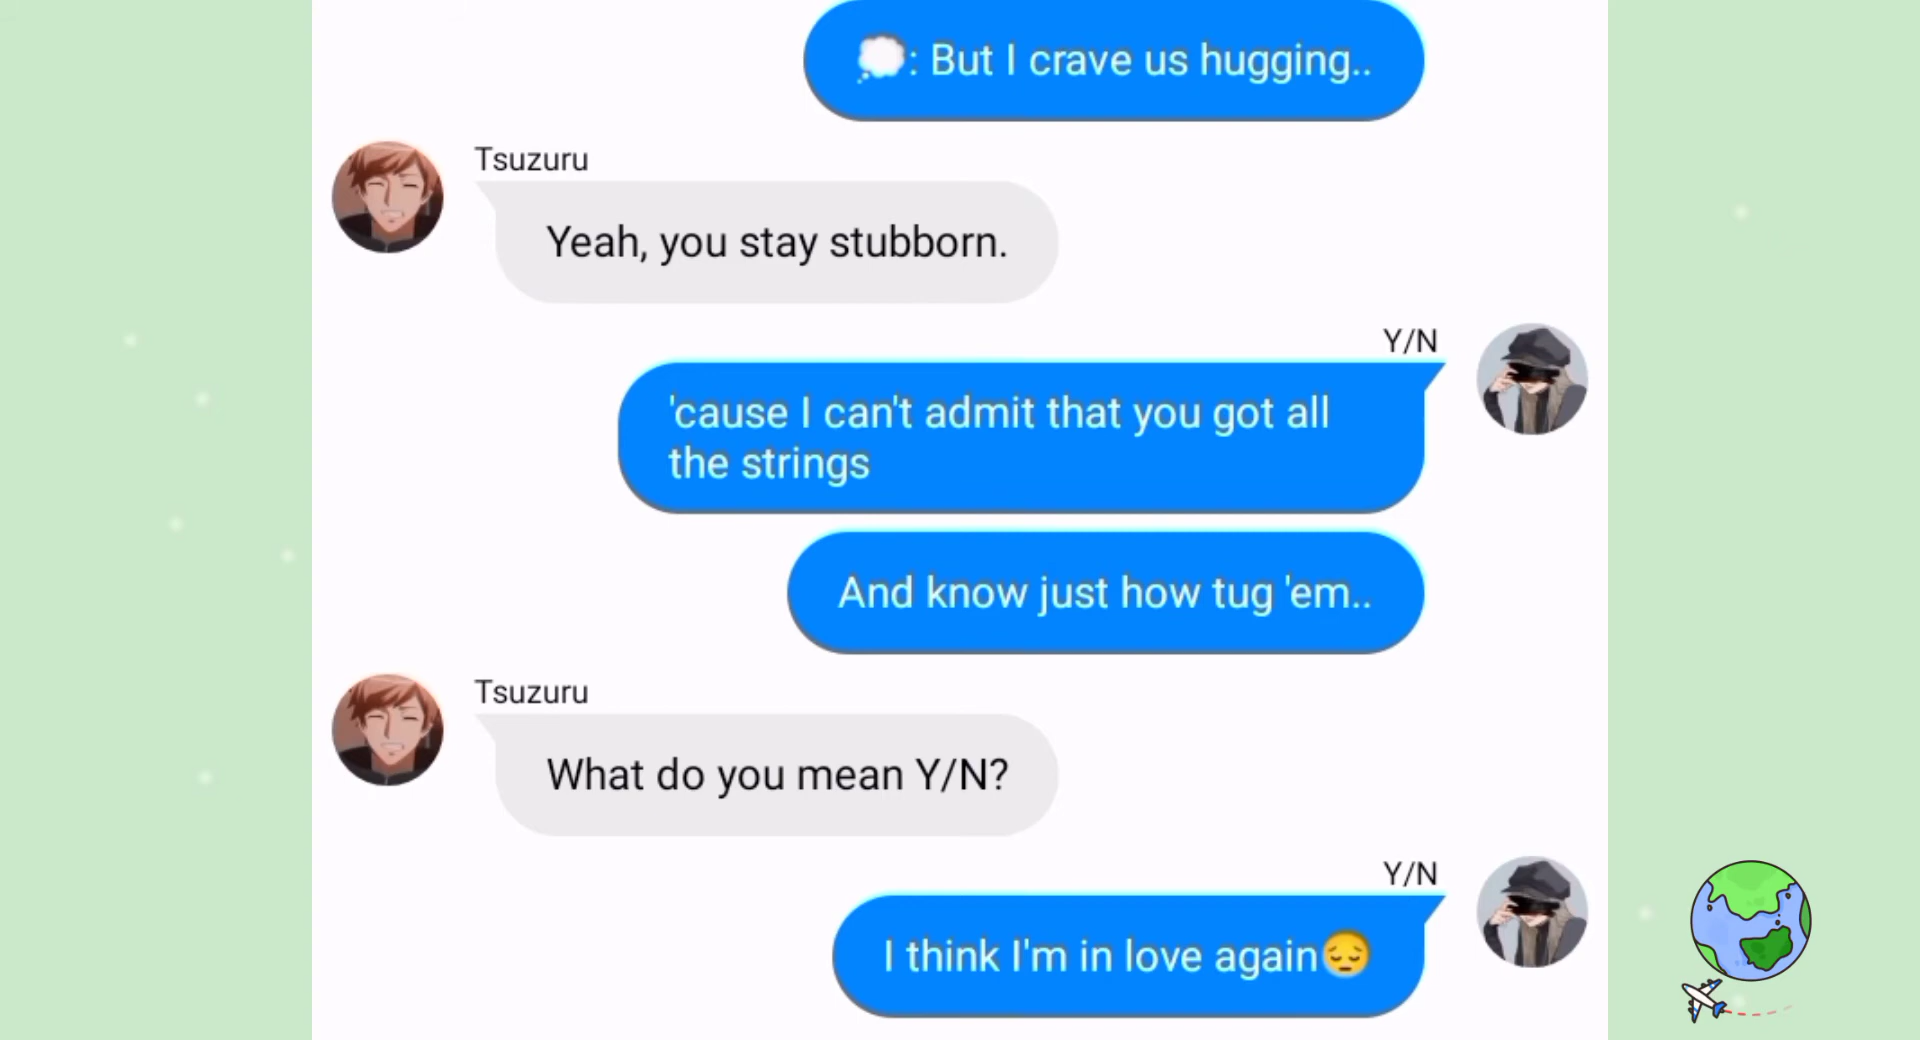 💭: But I crave us hugging..
Tsuzuru
Yeah, you stay stubborn.
Y/N
'cause I can't admit that you got all
the strings
And know just how tug 'em..
Tsuzuru
What do you mean Y/N?
Y/N
I think I'm in love again😔